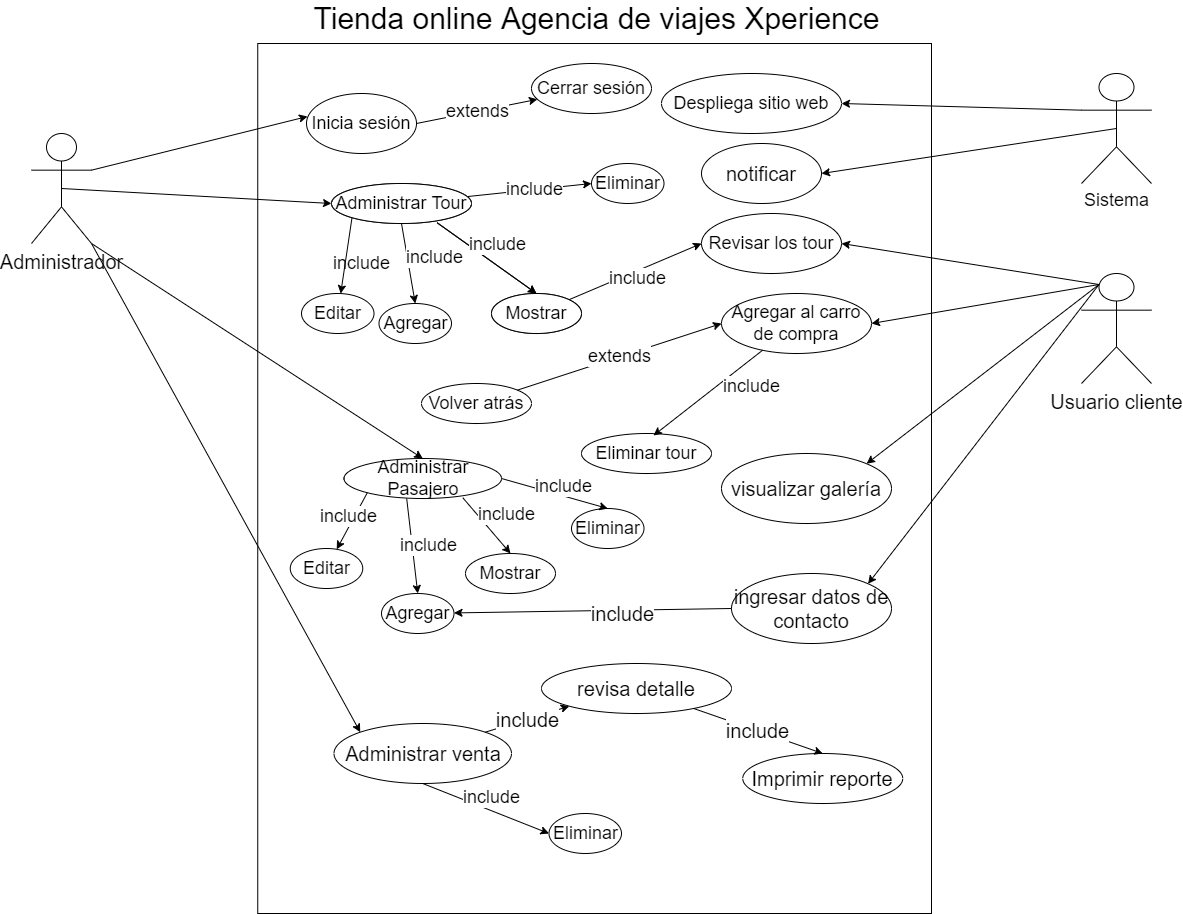 Tienda online Agencia de viajes Xperience
Cerrar sesión
Despliega sitio web
extends
Inicia sesión
notificar
Eliminar
include
Administrar Tour
Sistema
include
Revisar los tour
include
include
Administrador
include
Editar
Agregar
Mostrar
Agregar al carro
de compra
extends
include
Volver atrás
Usuario cliente
Eliminar tour
Administrar
Pasajero
include
visualizar galería
include
include
Eliminar
include
Editar
Mostrar
ingresar datos de
contacto
Agregar
include
revisa detalle
include
include
Administrar venta
Imprimir reporte
include
Eliminar